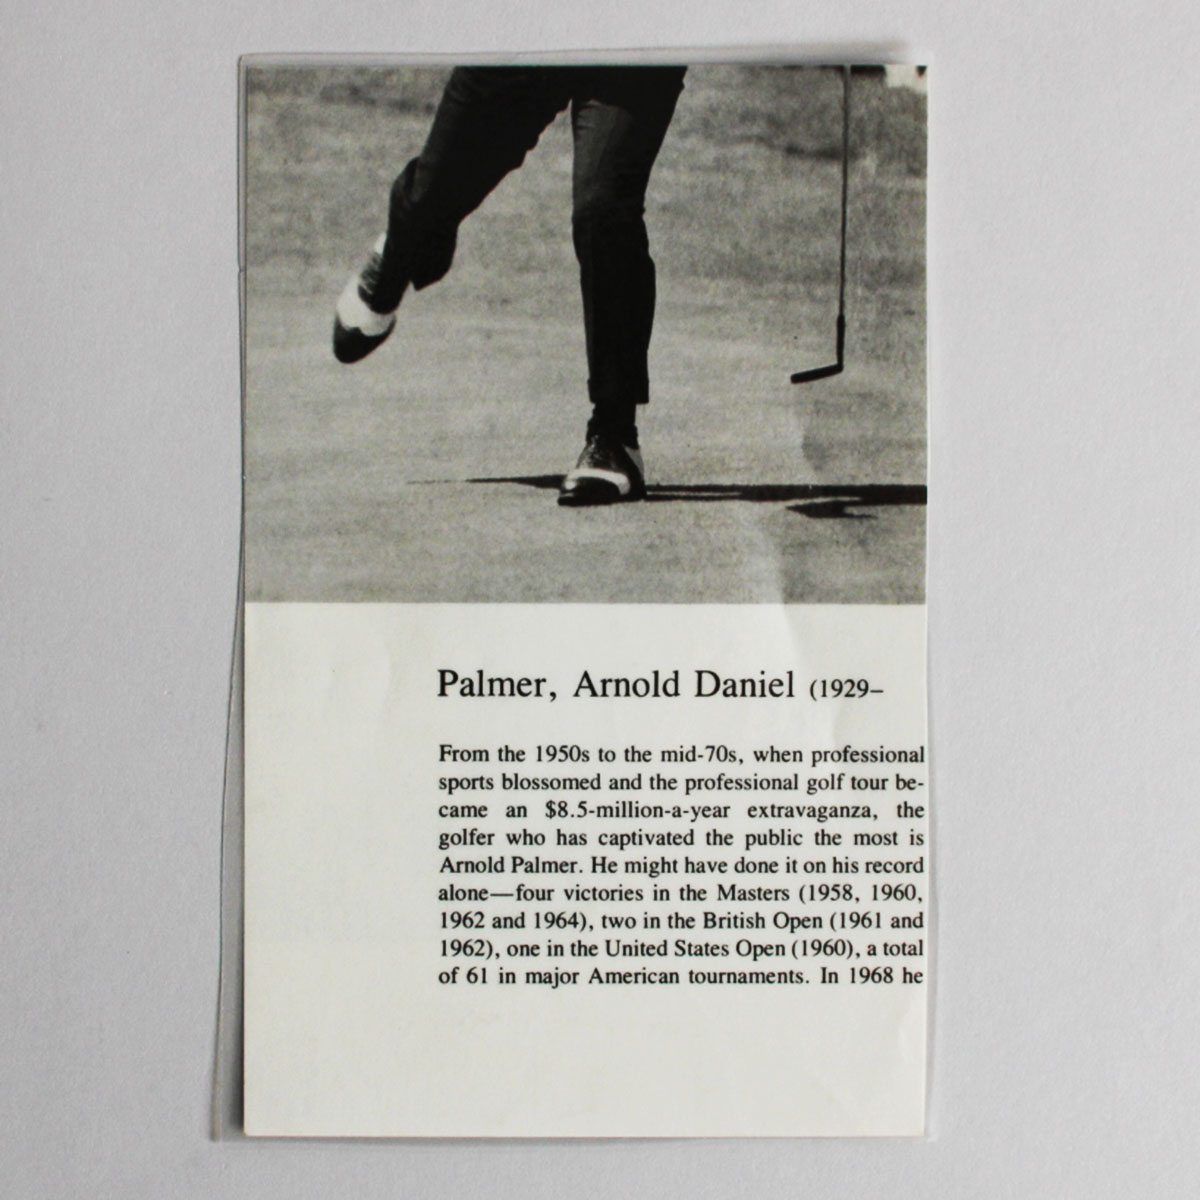 Palmer, Arnold Daniel (1929–
From the 1950s to the mid-70s, when professional
sports blossomed and the professional golf tour be-
came an $8.5-million-a-year extravaganza, the
golfer who has captivated the public the most is
Arnold Palmer. He might have done it on his record
alone—four victories in the Masters (1958, 1960,
1962 and 1964), two in the British Open (1961 and
1962), one in the United States Open (1960), a total
of 61 in major American tournaments. In 1968 he